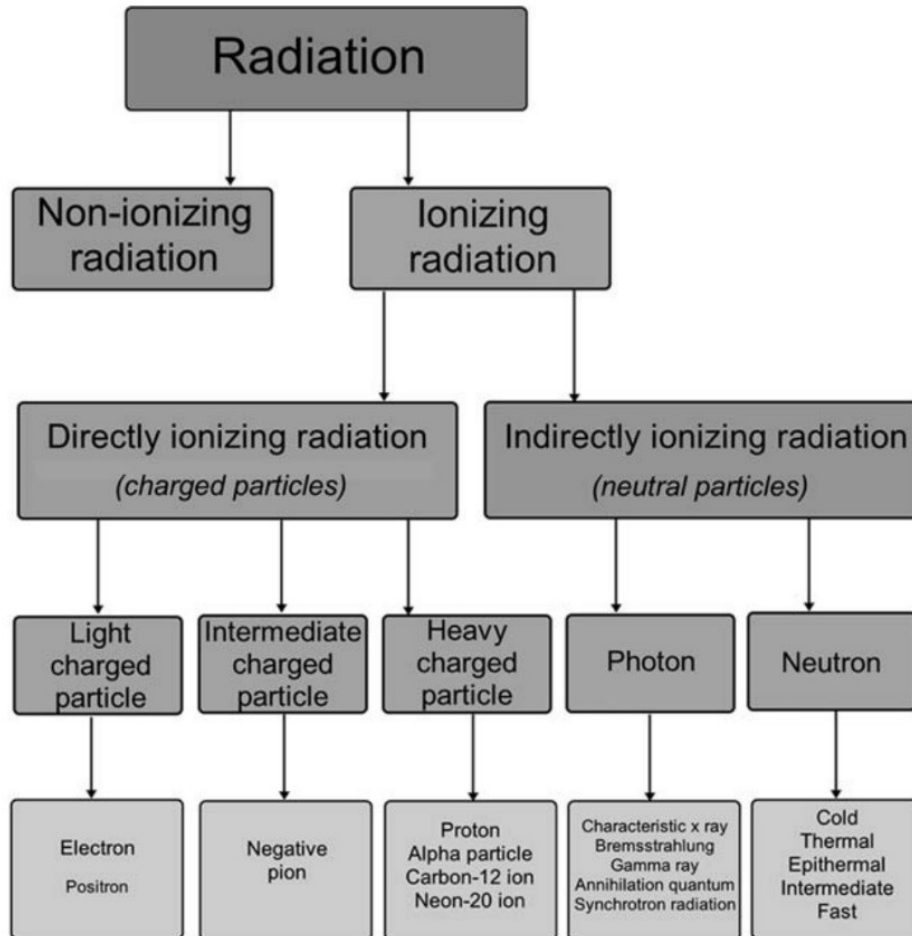 Radiation
Non-ionizing
radiation
Ionizing
radiation
Directly ionizing radiation
(charged particles)
Indirectly ionizing radiation
(neutral particles)
Light
charged
particle
Intermediate
charged
particle
Heavy
charged
particle
Photon
Neutron
Electron
Positron
Negative
pion
Proton
Alpha particle
Carbon-12 ion
Neon-20 ion
Characteristic x ray
Bremsstrahlung
Gamma ray
Annihilation quantum
Synchrotron radiation
Cold
Thermal
Epithermal
Intermediate
Fast